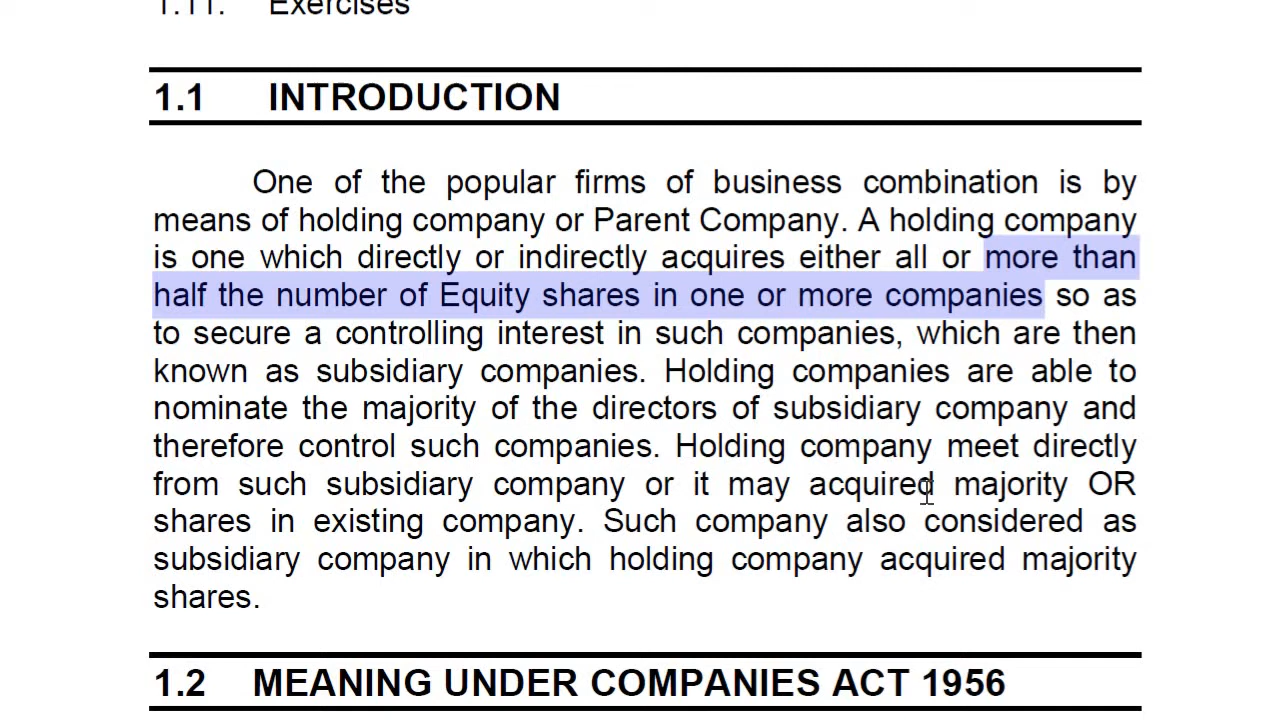 1.11. Exercises
1.1 INTRODUCTION
One of the popular firms of business combination is by
means of holding company or Parent Company. A holding company
is one which directly or indirectly acquires either all or more than
half the number of Equity shares in one or more companies so as
to secure a controlling interest in such companies, which are then
known as subsidiary companies. Holding companies are able to
nominate the majority of the directors of subsidiary company and
therefore control such companies. Holding company meet directly
from such subsidiary company or it may acquired majority OR
shares in existing company. Such company also considered as
subsidiary company in which holding company acquired majority
shares.
1.2 MEANING UNDER COMPANIES ACT 1956